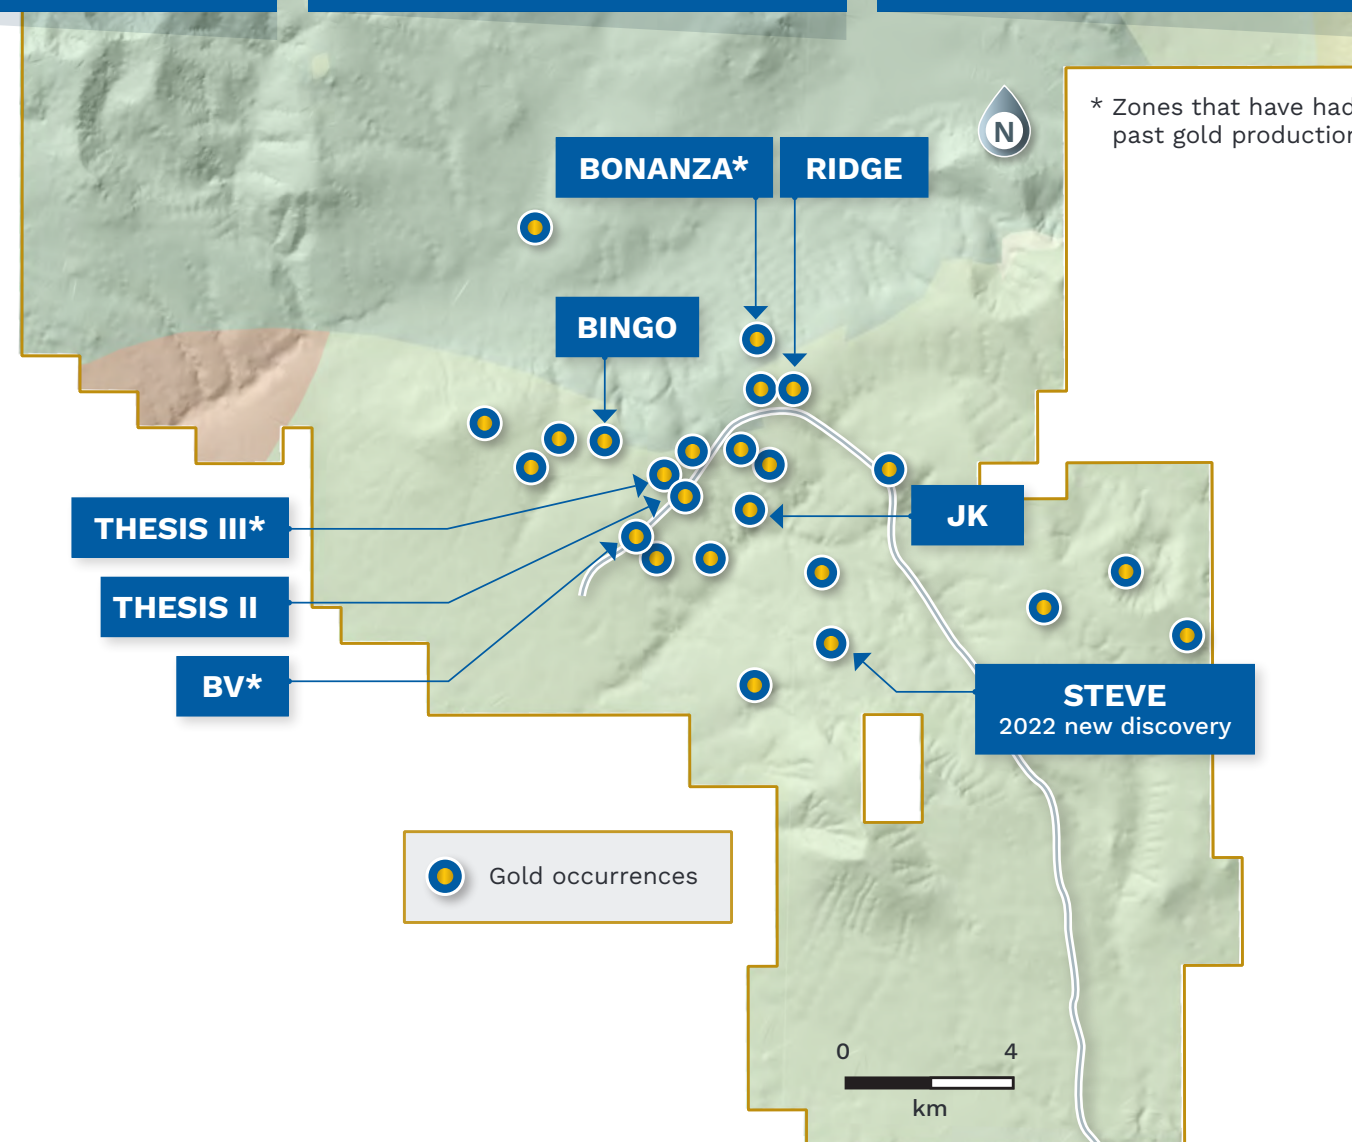 * Zones that have had
past gold production
N
BONANZA*
RIDGE
BINGO
THESIS III*
JK
THESIS II
BV*
STEVE
2022 new discovery
Gold occurrences
0 4
km